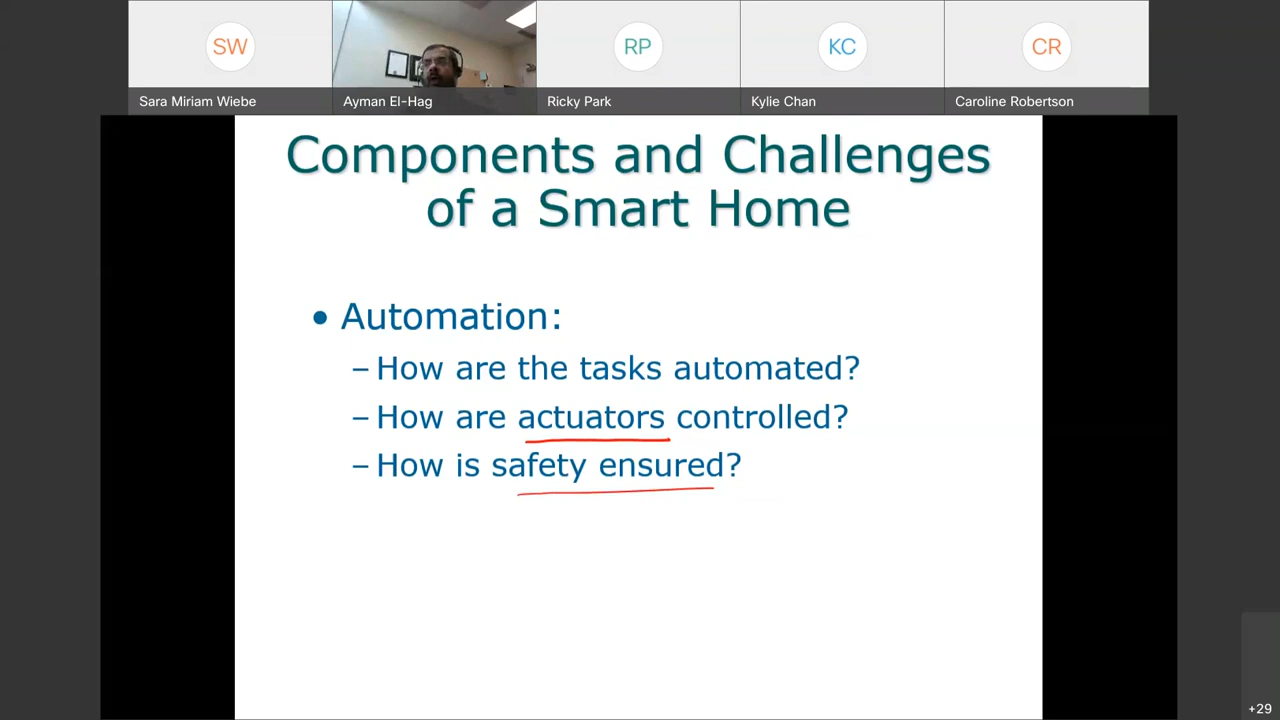 SW
RP
KC
CR
Sara Miriam Wiebe
Ayman El-Hag
Ricky Park
Kylie Chan
Caroline Robertson
Components and Challenges
of a Smart Home
• Automation:
– How are the tasks automated?
– How are actuators controlled?
– How is safety ensured?
+29